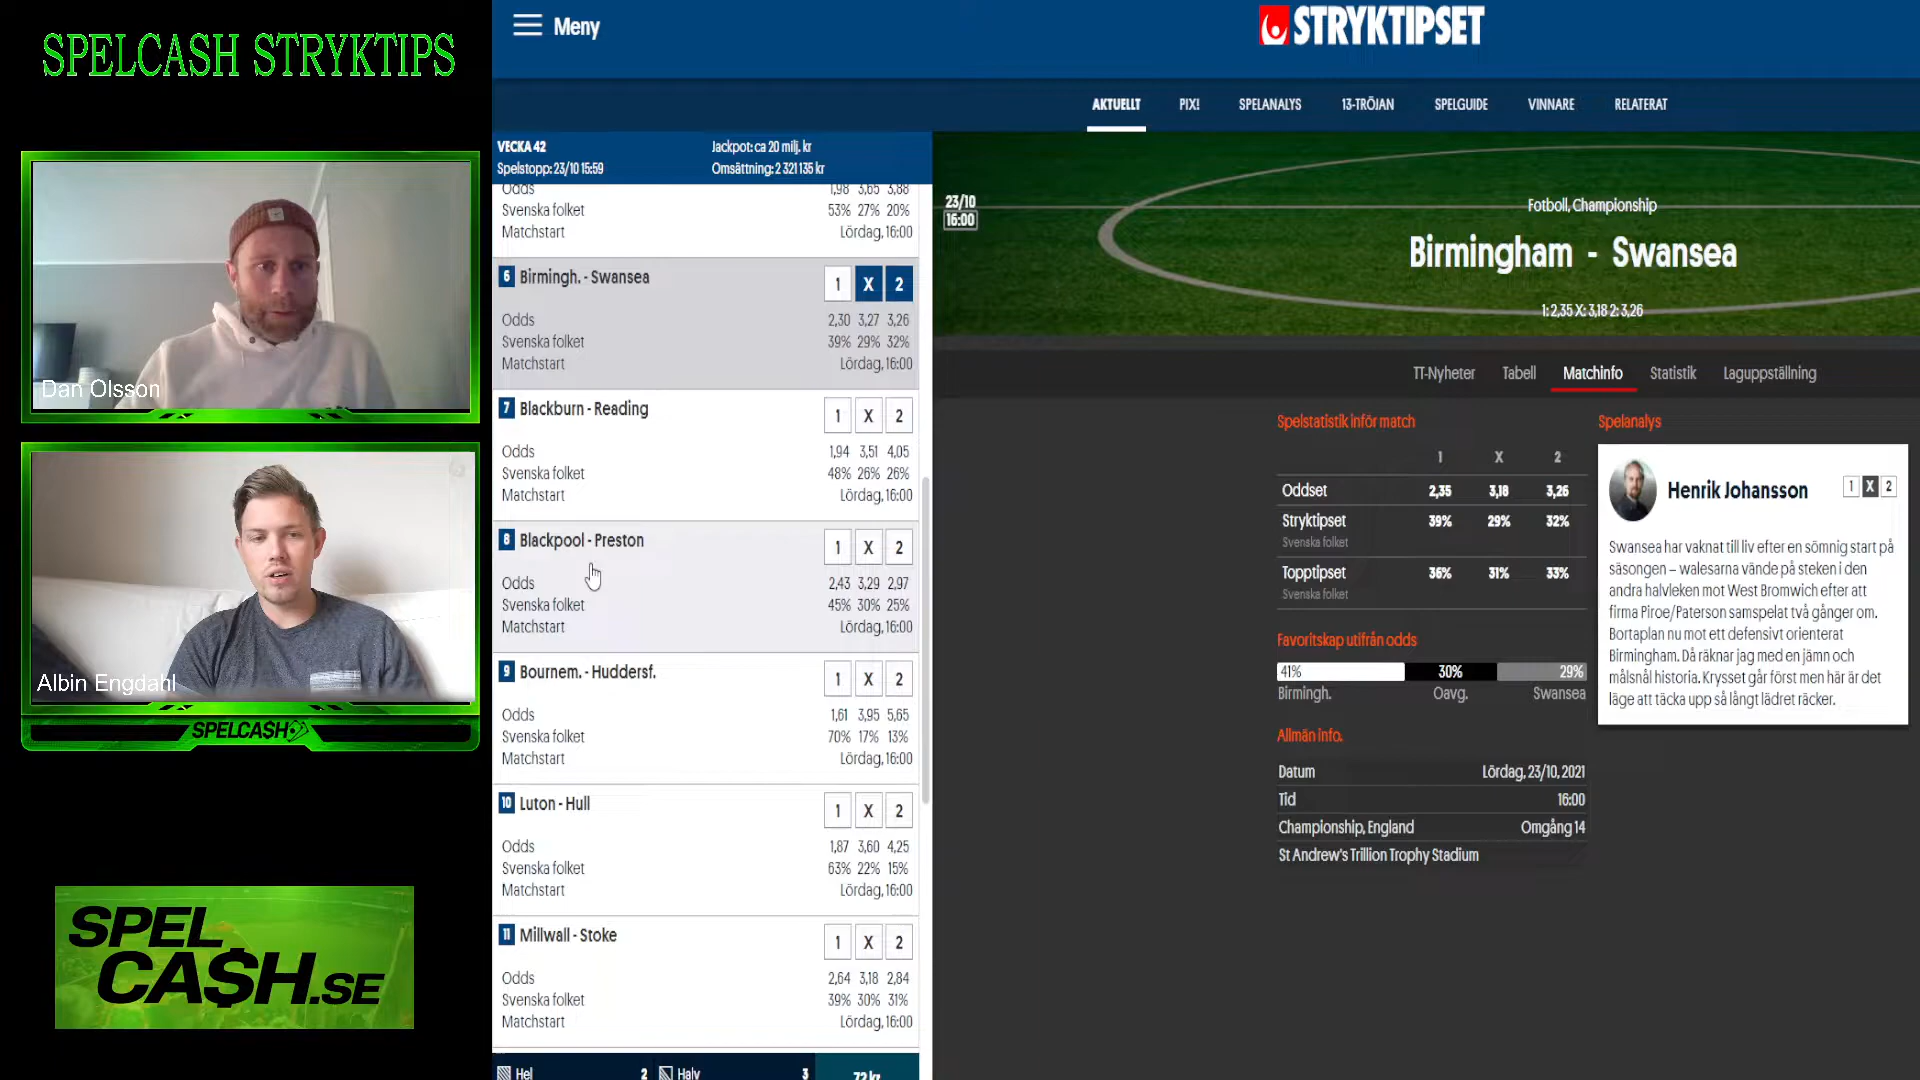 SPELCASH STRYKTIPS
Dan Olsson
Albin Engdahl
SPELCA$H
SPEL
CA$H.SE
Meny
STRYKTIPSET
AKTUELLT PIX! SPELANALYS 13-TRÖJAN SPELGUIDE VINNARE RELATERAT
VECKA 42 Jackpot: ca 20 milj. kr
Spelstopp: 23/10 15:59 Omsättning: 2 321 135 kr
Odds 1,98 3,65 3,88
Svenska folket 53% 27% 20%
Matchstart Lördag, 16:00
6 Birmingh. - Swansea 1 X 2
Odds 2,30 3,27 3,26
Svenska folket 39% 29% 32%
Matchstart Lördag, 16:00
7 Blackburn - Reading 1 X 2
Odds 1,94 3,51 4,05
Svenska folket 48% 26% 26%
Matchstart Lördag, 16:00
8 Blackpool - Preston 1 X 2
Odds 2,43 3,29 2,97
Svenska folket 45% 30% 25%
Matchstart Lördag, 16:00
9 Bournem. - Huddersf. 1 X 2
Odds 1,61 3,95 5,65
Svenska folket 70% 17% 13%
Matchstart Lördag, 16:00
10 Luton - Hull 1 X 2
Odds 1,87 3,60 4,25
Svenska folket 63% 22% 15%
Matchstart Lördag, 16:00
11 Millwall - Stoke 1 X 2
Odds 2,64 3,18 2,84
Svenska folket 39% 30% 31%
Matchstart Lördag, 16:00
Hel 2 Halv 3 72 kr
23/10
16:00
Fotboll, Championship
Birmingham - Swansea
1: 2,35 X: 3,18 2: 3,26
TT-Nyheter Tabell Matchinfo Statistik Laguppställning
Spelstatistik inför match
1 X 2
Oddset 2,35 3,18 3,26
Stryktipset 39% 29% 32%
Svenska folket
Topptipset 36% 31% 33%
Svenska folket
Favoritskap utifrån odds
41% 30% 29%
Birmingh. Oavg. Swansea
Allmän info.
Datum Lördag, 23/10, 2021
Tid 16:00
Championship, England Omgång 14
St Andrew's Trillion Trophy Stadium
Spelanalys
Henrik Johansson 1 X 2
Swansea har vaknat till liv efter en sömnig start på
säsongen – walesarna vände på steken i den
andra halvleken mot West Bromwich efter att
firma Piroe/Paterson samspelat två gånger om.
Bortaplan nu mot ett defensivt orienterat
Birmingham. Då räknar jag med en jämn och
målsnål historia. Krysset går först men här är det
läge att täcka upp så långt lädret räcker.